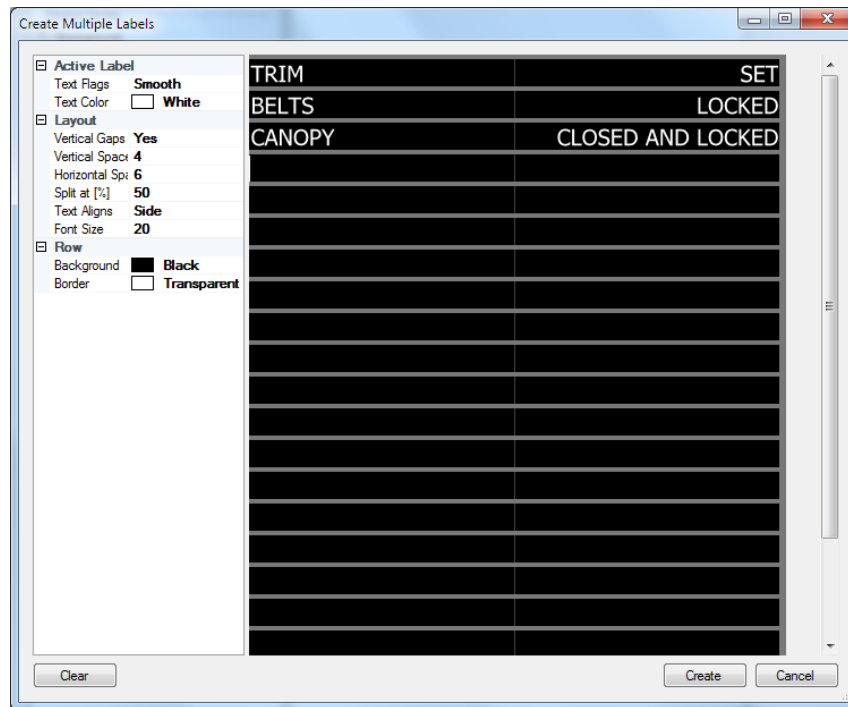 Create Multiple Labels
Active Label
Text Flags Smooth
Text Color White
Layout
Vertical Gaps Yes
Vertical Space 4
Horizontal Spa 6
Split at [%] 50
Text Aligns Side
Font Size 20
Row
Background Black
Border Transparent
TRIM SET
BELTS LOCKED
CANOPY CLOSED AND LOCKED
Clear Create Cancel